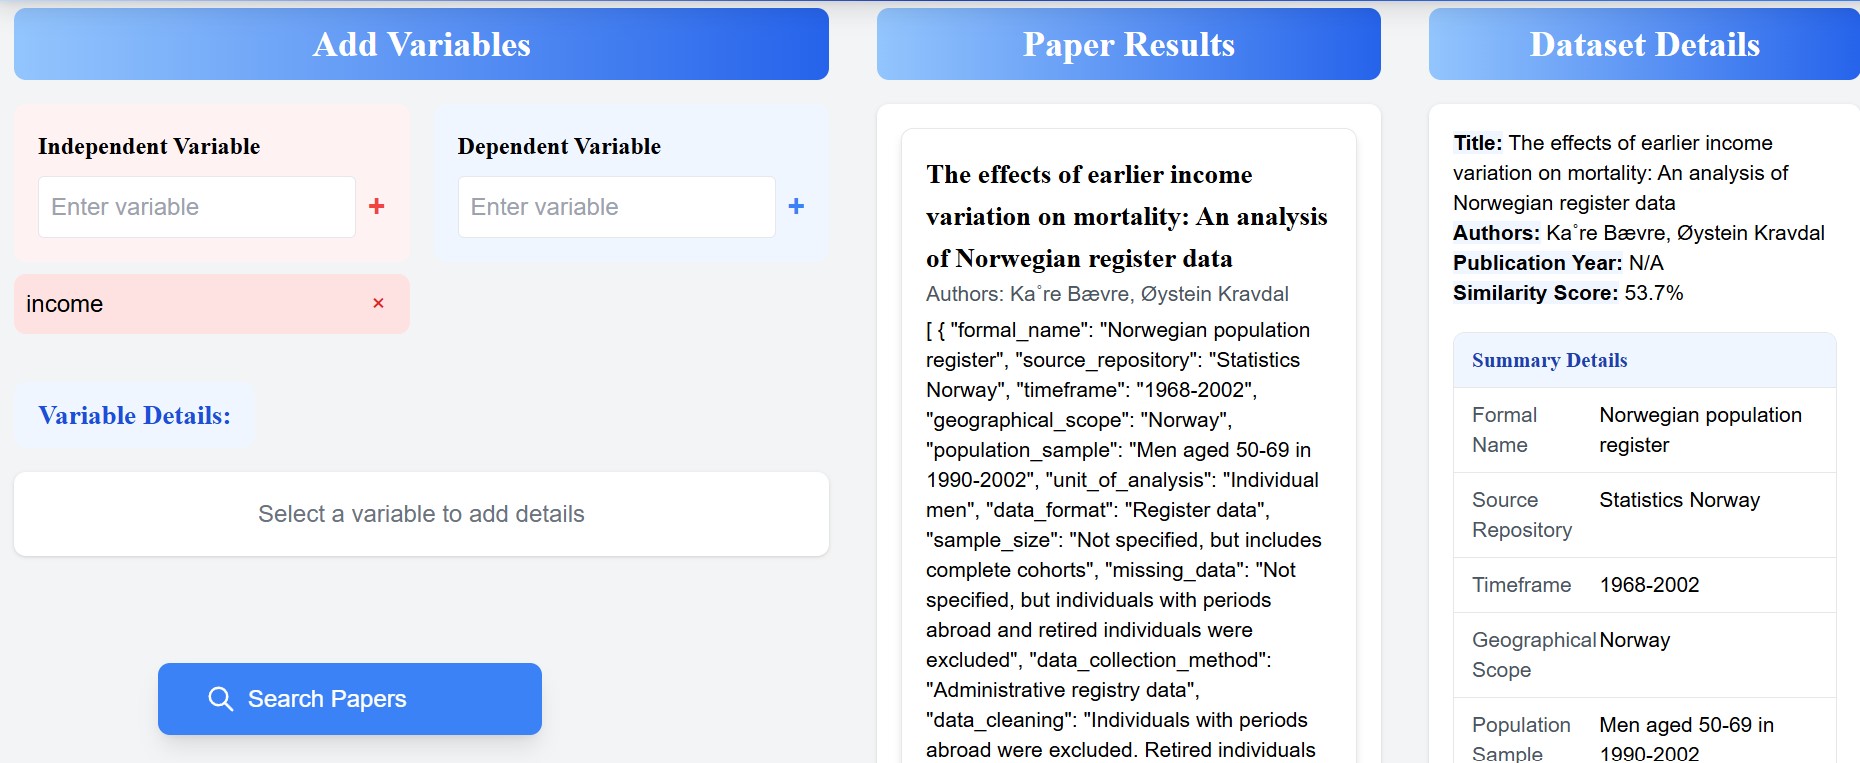 Add Variables
Independent Variable
Enter variable
+
Dependent Variable
Enter variable
+
income
×
Variable Details:
Select a variable to add details
Search Papers
Paper Results
The effects of earlier income
variation on mortality: An analysis
of Norwegian register data
Authors: Ka˚re Bævre, Øystein Kravdal
[ { "formal_name": "Norwegian population
register", "source_repository": "Statistics
Norway", "timeframe": "1968-2002",
"geographical_scope": "Norway",
"population_sample": "Men aged 50-69 in
1990-2002", "unit_of_analysis": "Individual
men", "data_format": "Register data",
"sample_size": "Not specified, but includes
complete cohorts", "missing_data": "Not
specified, but individuals with periods
abroad and retired individuals were
excluded", "data_collection_method":
"Administrative registry data",
"data_cleaning": "Individuals with periods
abroad were excluded. Retired individuals
Dataset Details
Title: The effects of earlier income
variation on mortality: An analysis of
Norwegian register data
Authors: Ka˚re Bævre, Øystein Kravdal
Publication Year: N/A
Similarity Score: 53.7%
Summary Details
Formal
Name
Norwegian population
register
Source
Repository
Statistics Norway
Timeframe
1968-2002
Geographical
Scope
Norway
Population
Sample
Men aged 50-69 in
1990-2002